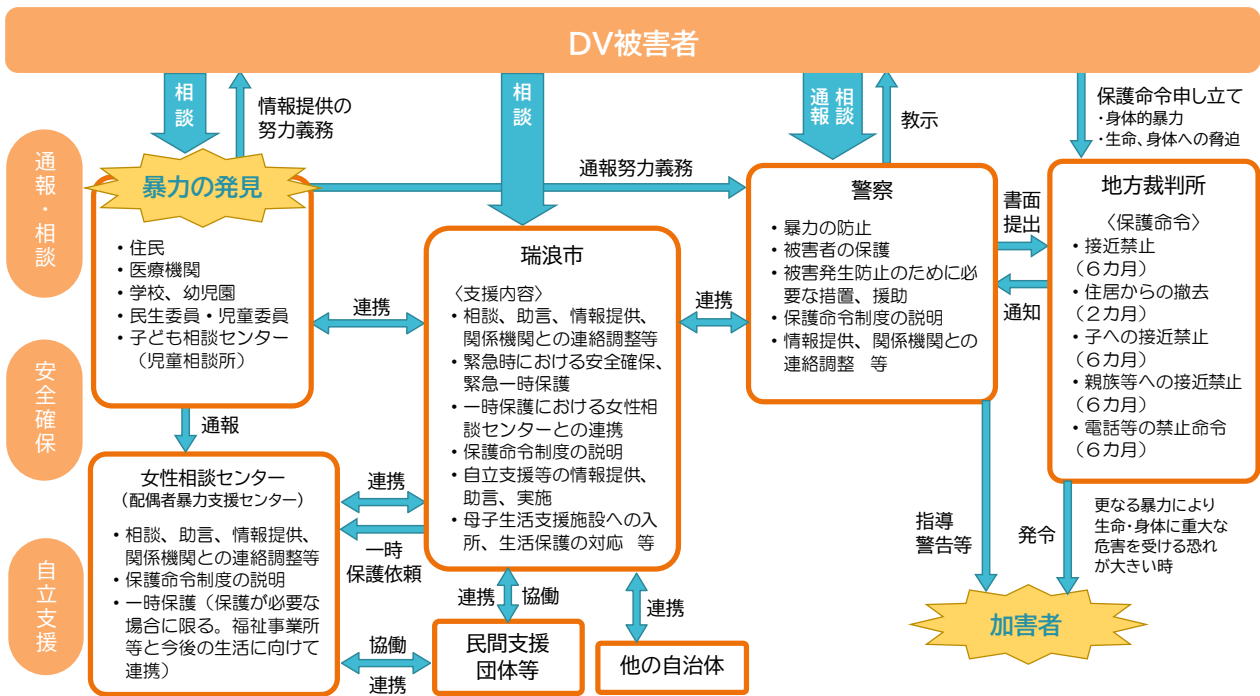 DV被害者
相談
情報提供の
努力義務
相談
相談
通報
教示
保護命令申し立て
・身体的暴力
・生命、身体への脅迫
通報・相談
安全確保
自立支援
暴力の発見
・住民
・医療機関
・学校、幼児園
・民生委員・児童委員
・子ども相談センター
（児童相談所）
通報努力義務
連携
通報
瑞浪市
〈支援内容〉
・相談、助言、情報提供、
関係機関との連絡調整等
・緊急時における安全確保、
緊急一時保護
・一時保護における女性相
談センターとの連携
・保護命令制度の説明
・自立支援等の情報提供、
助言、実施
・母子生活支援施設への入
所、生活保護の対応　等
連携
警察
・暴力の防止
・被害者の保護
・被害発生防止のために必
要な措置、援助
・保護命令制度の説明
・情報提供、関係機関との
連絡調整　等
書面
提出
通知
地方裁判所
〈保護命令〉
・接近禁止
（６カ月）
・住居からの撤去
（２カ月）
・子への接近禁止
（６カ月）
・親族等への接近禁止
（６カ月）
・電話等の禁止命令
（６カ月）
女性相談センター
（配偶者暴力支援センター）
・相談、助言、情報提供、
関係機関との連絡調整等
・保護命令制度の説明
・一時保護（保護が必要な
場合に限る。福祉事業所
等と今後の生活に向けて
連携）
連携
一時
保護依頼
協働
連携
連携
協働
民間支援
団体等
連携
他の自治体
指導
警告等
発令
更なる暴力により
生命・身体に重大な
危害を受ける恐れ
が大きい時
加害者